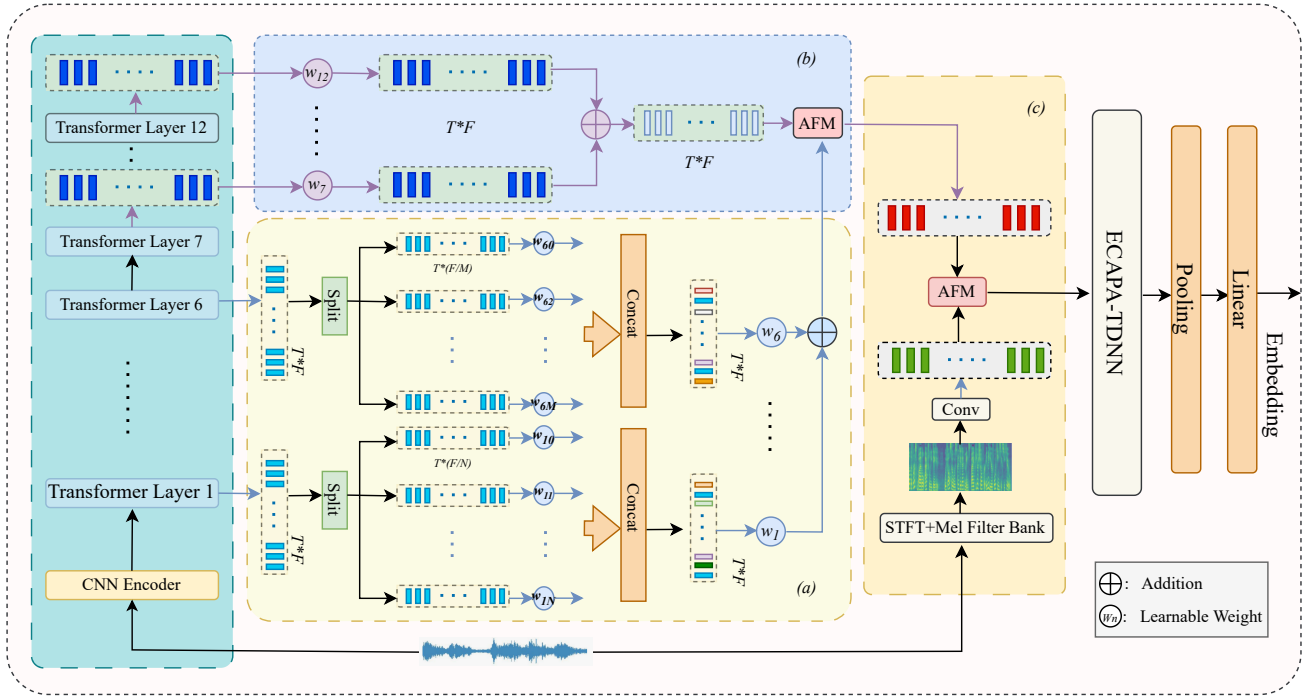 (b)
w12
T*F
T*F
AFM
w7
Transformer Layer 12
Transformer Layer 7
Transformer Layer 6
Transformer Layer 1
CNN Encoder
T*F
Split
T*(F/M)
w60
w62
w6M
Concat
T*F
w6
T*F
Split
w10
T*(F/N)
w11
w1N
Concat
T*F
w1
(a)
(c)
AFM
Conv
STFT+Mel Filter Bank
ECAPA-TDNN
Pooling
Linear
Embedding
: Addition
Wn : Learnable Weight